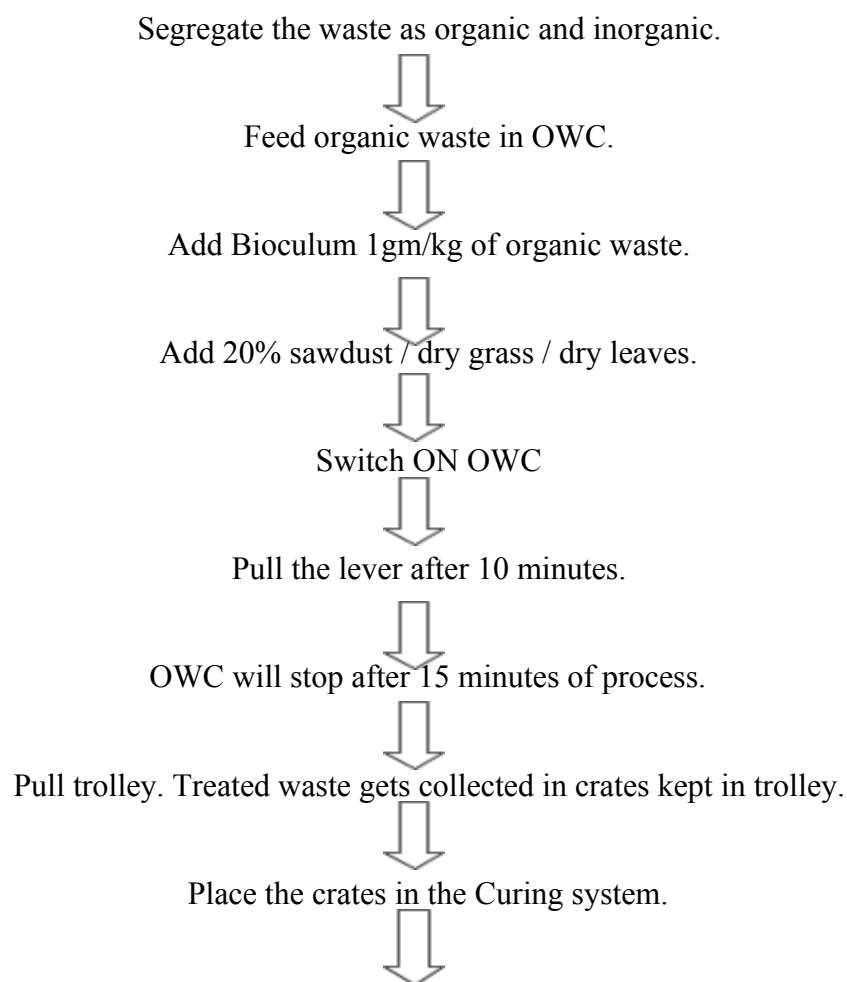 Segregate the waste as organic and inorganic.
Feed organic waste in OWC.
Add Bioculum 1gm/kg of organic waste.
Add 20% sawdust / dry grass / dry leaves.
Switch ON OWC
Pull the lever after 10 minutes.
OWC will stop after 15 minutes of process.
Pull trolley. Treated waste gets collected in crates kept in trolley.
Place the crates in the Curing system.